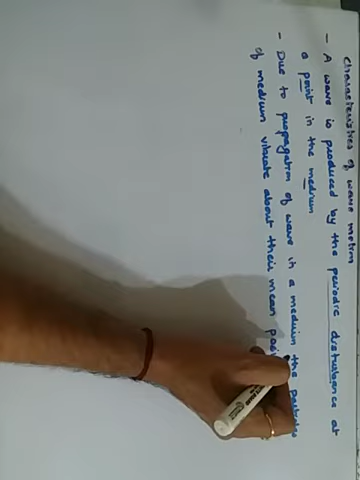 Characteristics of wave motion
- A wave is produced by the periodic disturbance at
a point in the medium
- Due to propagation of wave in a medium the particles
of medium vibrate about their mean